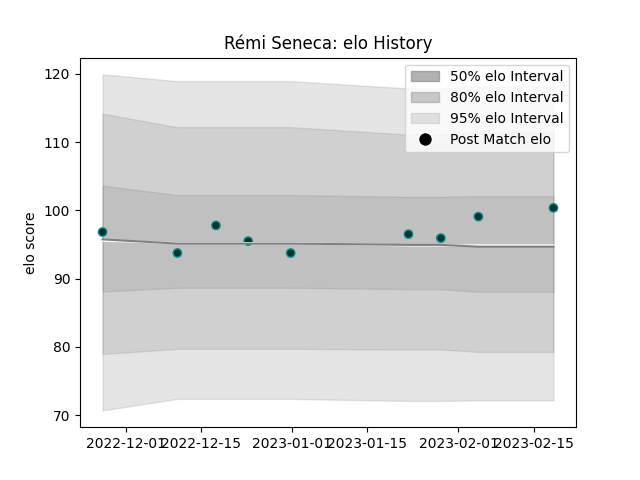 Rémi Seneca: elo History
50% elo Interval
80% elo Interval
95% elo Interval
Post Match elo
elo score
120
110
100
90
80
70
2022-12-01 2022-12-15 2023-01-01 2023-01-15 2023-02-01 2023-02-15